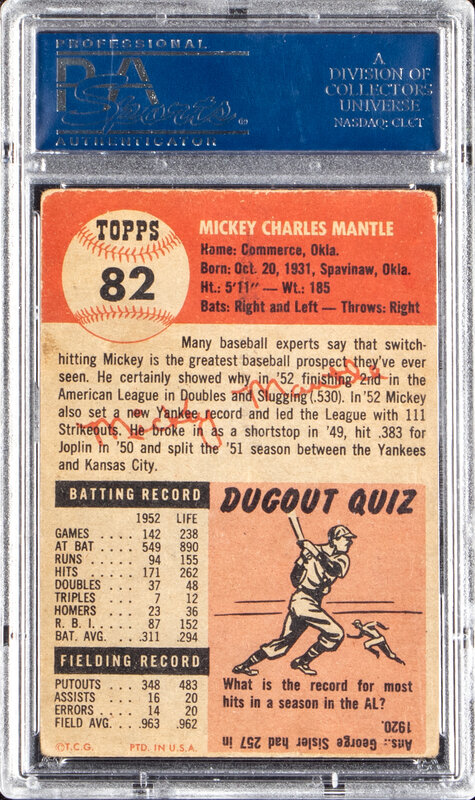 PROFESSIONAL
PSA
Sports
AUTHENTICATOR
A
DIVISION OF
COLLECTORS
UNIVERSE
NASDAQ: CLCT
TOPPS
82
MICKEY CHARLES MANTLE
Home: Commerce, Okla.
Born: Oct. 20, 1931, Spavinaw, Okla.
Ht.: 5'11" — Wt.: 185
Bats: Right and Left — Throws: Right
Many baseball experts say that switch-
hitting Mickey is the greatest baseball prospect they've ever
seen. He certainly showed why in '52 finishing 2nd in the
American League in Doubles and Slugging (.530). In '52 Mickey
also set a new Yankee record and led the League with 111
Strikeouts. He broke in as a shortstop in '49, hit .383 for
Joplin in '50 and split the '51 season between the Yankees
and Kansas City.
Mickey Mantle
BATTING RECORD
1952 LIFE
GAMES .... 142 238
AT BAT .... 549 890
RUNS .... 94 155
HITS .... 171 262
DOUBLES ... 37 48
TRIPLES ... 7 12
HOMERS ... 23 36
R. B. I. .... 87 152
BAT. AVG. ... .311 .294
FIELDING RECORD
PUTOUTS ... 348 483
ASSISTS ... 16 20
ERRORS ... 14 20
FIELD AVG. .. .963 .962
©T.C.G. PTD. IN U.S.A.
DUGOUT QUIZ
What is the record for most
hits in a season in the AL?
Ans.: George Sisler had 257 in
1920.